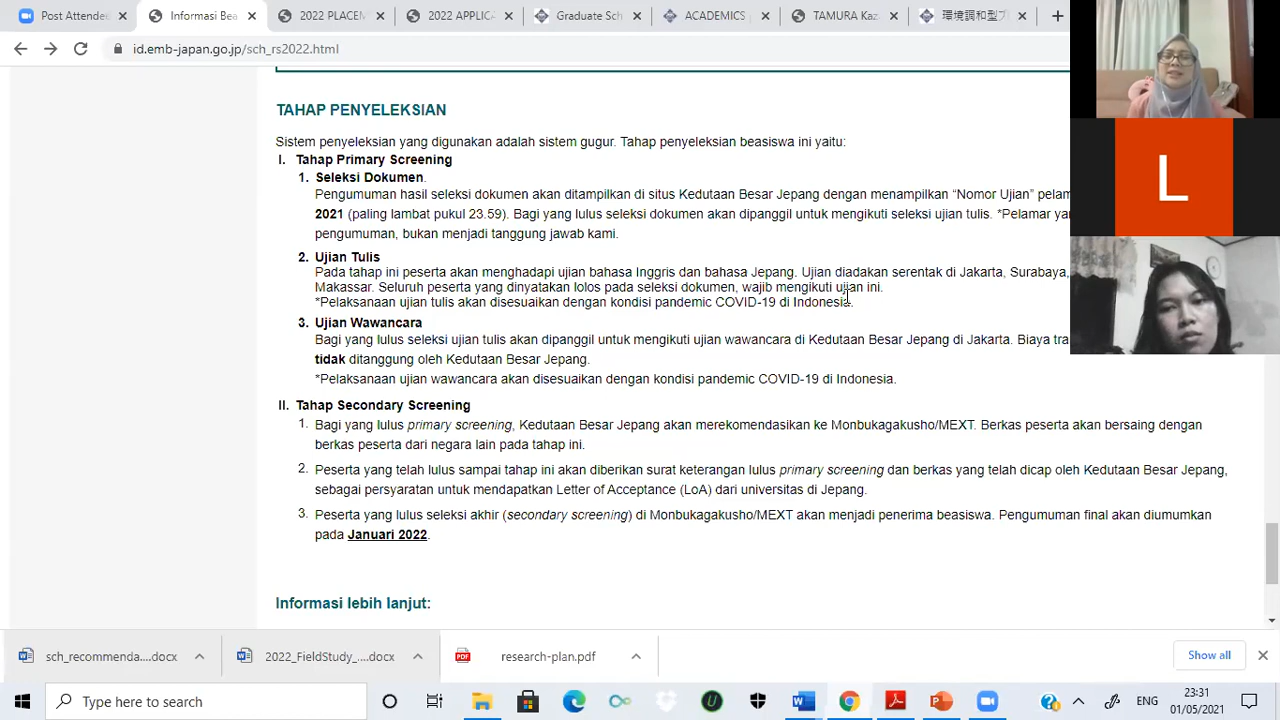 Post Attende
Informasi Bea
2022 PLACEM
2022 APPLICA
Graduate Sch
ACADEMICS
TAMURA Kaz
環境調和型プ
id.emb-japan.go.jp/sch_rs2022.html
TAHAP PENYELEKSIAN
Sistem penyeleksian yang digunakan adalah sistem gugur. Tahap penyeleksian beasiswa ini yaitu:
I. Tahap Primary Screening
1. Seleksi Dokumen.
Pengumuman hasil seleksi dokumen akan ditampilkan di situs Kedutaan Besar Jepang dengan menampilkan “Nomor Ujian” pelam
2021 (paling lambat pukul 23.59). Bagi yang lulus seleksi dokumen akan dipanggil untuk mengikuti seleksi ujian tulis. *Pelamar ya
pengumuman, bukan menjadi tanggung jawab kami.
2. Ujian Tulis
Pada tahap ini peserta akan menghadapi ujian bahasa Inggris dan bahasa Jepang. Ujian diadakan serentak di Jakarta, Surabaya,
Makassar. Seluruh peserta yang dinyatakan lolos pada seleksi dokumen, wajib mengikuti ujian ini.
*Pelaksanaan ujian tulis akan disesuaikan dengan kondisi pandemic COVID-19 di Indonesia.
3. Ujian Wawancara
Bagi yang lulus seleksi ujian tulis akan dipanggil untuk mengikuti ujian wawancara di Kedutaan Besar Jepang di Jakarta. Biaya tra
tidak ditanggung oleh Kedutaan Besar Jepang.
*Pelaksanaan ujian wawancara akan disesuaikan dengan kondisi pandemic COVID-19 di Indonesia.
II. Tahap Secondary Screening
1. Bagi yang lulus primary screening, Kedutaan Besar Jepang akan merekomendasikan ke Monbukagakusho/MEXT. Berkas peserta akan bersaing dengan
berkas peserta dari negara lain pada tahap ini.
2. Peserta yang telah lulus sampai tahap ini akan diberikan surat keterangan lulus primary screening dan berkas yang telah dicap oleh Kedutaan Besar Jepang,
sebagai persyaratan untuk mendapatkan Letter of Acceptance (LoA) dari universitas di Jepang.
3. Peserta yang lulus seleksi akhir (secondary screening) di Monbukagakusho/MEXT akan menjadi penerima beasiswa. Pengumuman final akan diumumkan
pada Januari 2022.
Informasi lebih lanjut:
L
sch_recommenda....docx
2022_FieldStudy_....docx
research-plan.pdf
Show all
Type here to search
ENG
23:31
01/05/2021